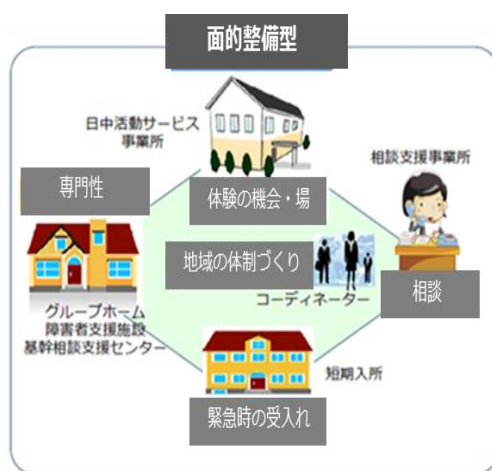 面的整備型
日中活動サービス
事業所
相談支援事業所
専門性
体験の機会・場
地域の体制づくり
コーディネーター
相談
グループホーム
障害者支援施設
基幹相談支援センター
短期入所
緊急時の受入れ